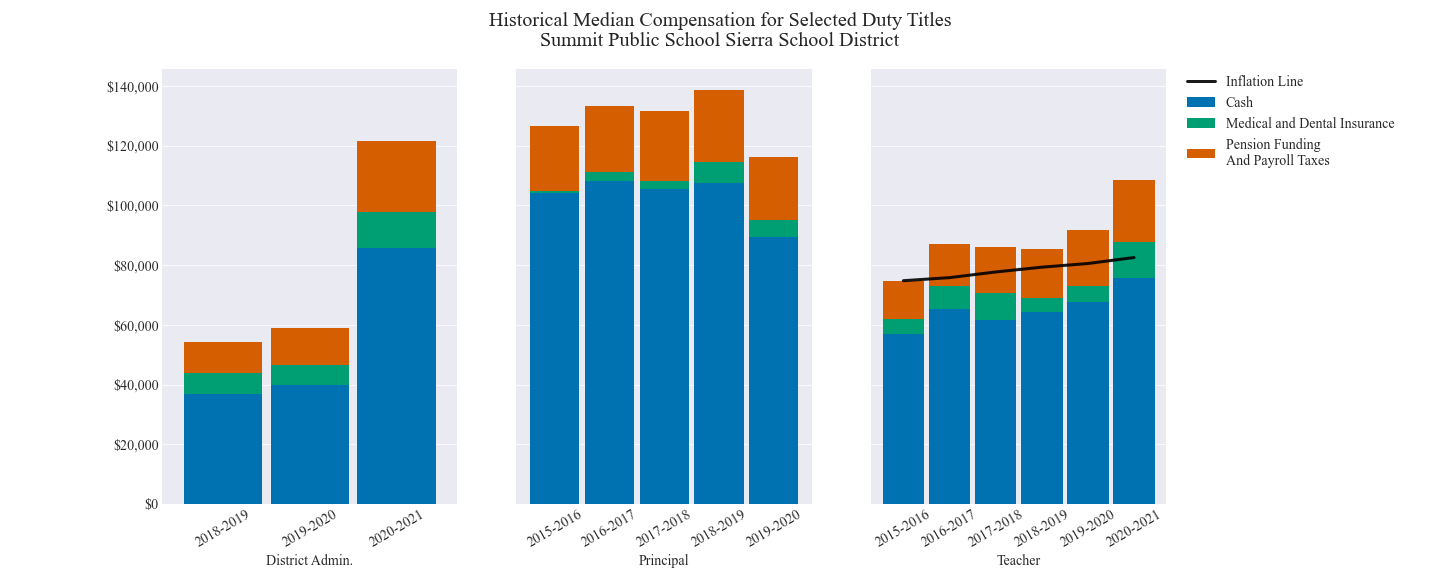 Historical Median Compensation for Selected Duty Titles
Summit Public School Sierra School District
$140,000
$120,000
$100,000
$80,000
$60,000
$40,000
$20,000
$0
2018-2019
2019-2020
2020-2021
District Admin.
2015-2016
2016-2017
2017-2018
2018-2019
2019-2020
Principal
2015-2016
2016-2017
2017-2018
2018-2019
2019-2020
2020-2021
Teacher
Inflation Line
Cash
Medical and Dental Insurance
Pension Funding
And Payroll Taxes